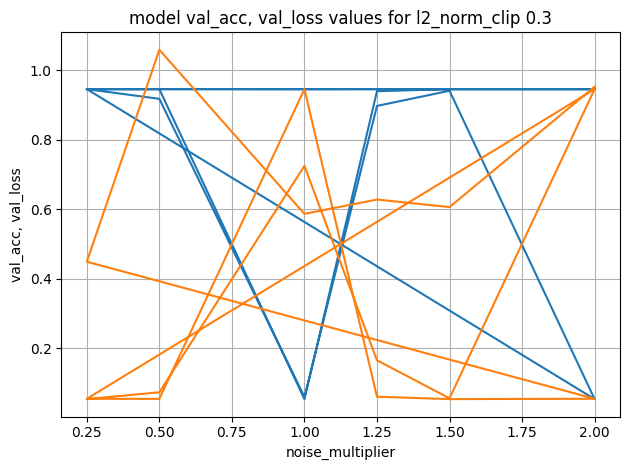 model val_acc, val_loss values for l2_norm_clip 0.3
1.0
0.8
0.6
0.4
0.2
val_acc, val_loss
0.25 0.50 0.75 1.00 1.25 1.50 1.75 2.00
noise_multiplier